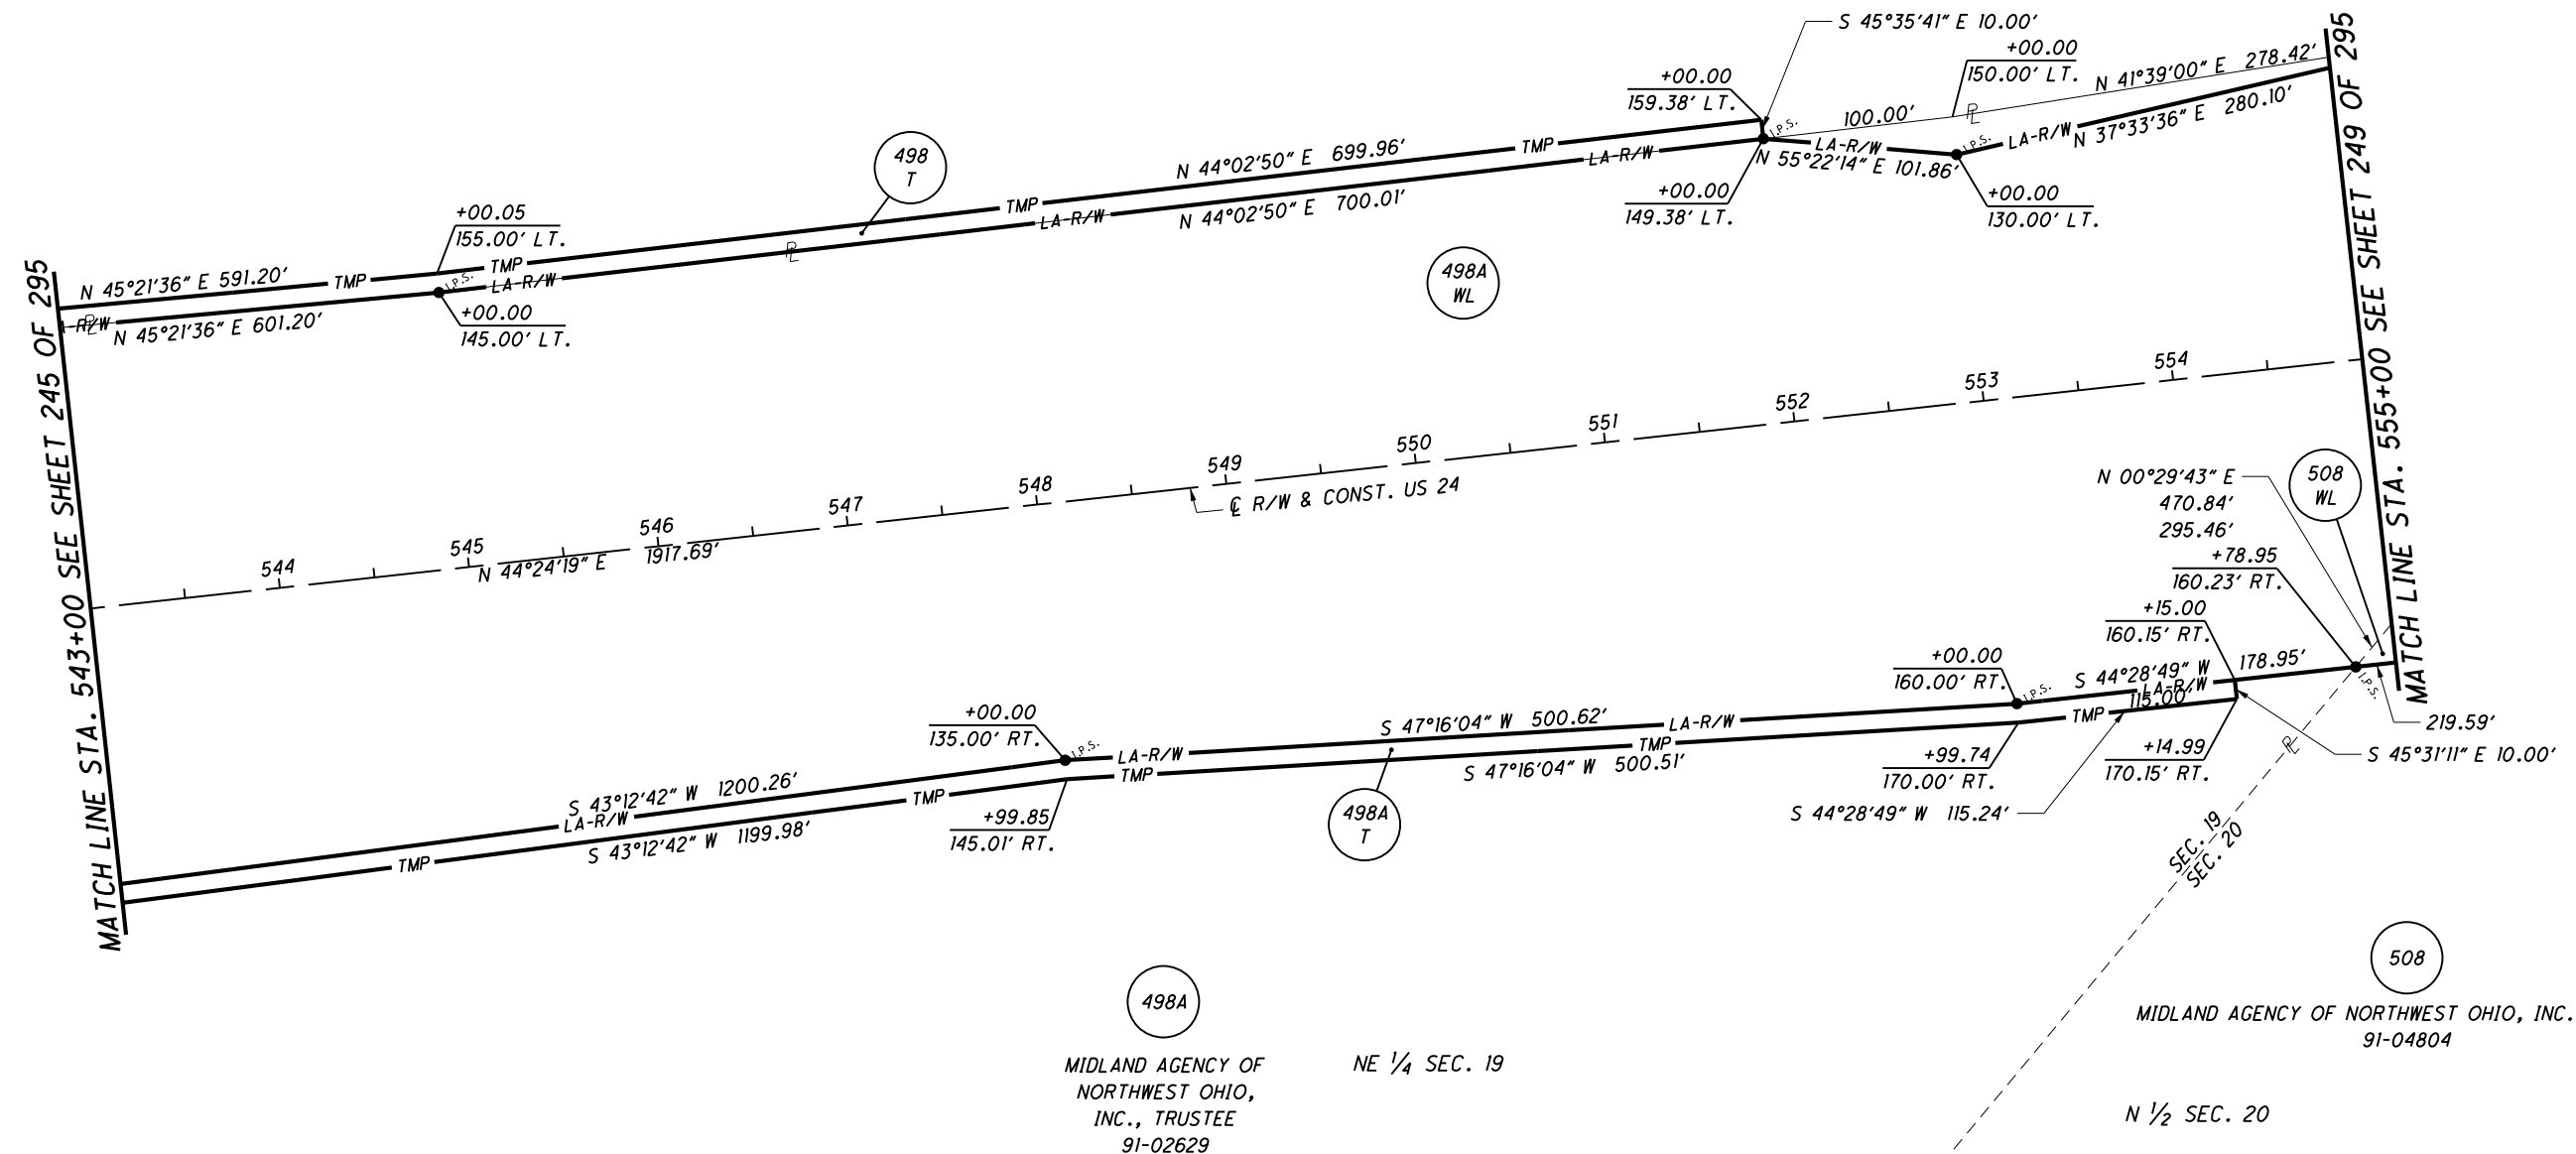 S 45°35'41" E 10.00'
+00.00
150.00' LT.
N 41°39'00" E 278.42'
+00.00
159.38' LT.
I.P.S.
100.00'
PL
N 37°33'36" E 280.10'
LA-R/W
I.P.S.
LA-R/W
N 55°22'14" E 101.86'
498
T
N 44°02'50" E 699.96'
TMP
LA-R/W
+00.00
149.38' LT.
+00.00
130.00' LT.
TMP
LA-R/W
N 44°02'50" E 700.01'
+00.05
155.00' LT.
PL
498A
WL
N 45°21'36" E 591.20'
TMP
TMP
I.P.S.
LA-R/W
-R/W
PL
N 45°21'36" E 601.20'
+00.00
145.00' LT.
MATCH LINE STA. 543+00 SEE SHEET 245 OF 295
MATCH LINE STA. 555+00 SEE SHEET 249 OF 295
544
545
546
547
548
549
550
551
552
553
554
N 44°24'19" E 1917.69'
CL R/W & CONST. US 24
N 00°29'43" E
470.84'
295.46'
508
WL
+78.95
160.23' RT.
+15.00
160.15' RT.
+00.00
160.00' RT.
I.P.S.
S 44°28'49" W 178.95'
LA-R/W
115.00'
I.P.S.
TMP
219.59'
S 45°31'11" E 10.00'
PL
+00.00
135.00' RT.
I.P.S.
LA-R/W
S 47°16'04" W 500.62'
LA-R/W
TMP
TMP
S 47°16'04" W 500.51'
+99.74
170.00' RT.
+14.99
170.15' RT.
S 44°28'49" W 115.24'
S 43°12'42" W 1200.26'
LA-R/W
TMP
TMP
S 43°12'42" W 1199.98'
+99.85
145.01' RT.
498A
T
SEC. 19
SEC. 20
498A
MIDLAND AGENCY OF
NORTHWEST OHIO,
INC., TRUSTEE
91-02629
NE 1/4 SEC. 19
508
MIDLAND AGENCY OF NORTHWEST OHIO, INC.
91-04804
N 1/2 SEC. 20